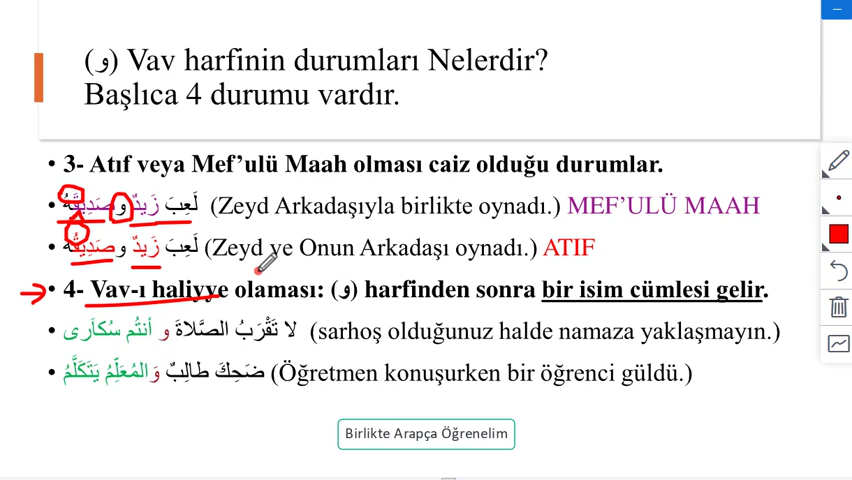 (و) Vav harfinin durumları Nelerdir?
Başlıca 4 durumu vardır.
• 3- Atıf veya Mef’ulü Maah olması caiz olduğu durumlar.
• لَعِبَ زَيدٌ و صَدِيقَهُ (Zeyd Arkadaşıyla birlikte oynadı.) MEF’ULÜ MAAH
• لَعِبَ زَيدٌ و صَدِيقُهُ (Zeyd ve Onun Arkadaşı oynadı.) ATIF
• 4- Vav-ı haliyye olaması: (و) harfinden sonra bir isim cümlesi gelir.
• لا تَقْرَبُ الصَّلاةَ و أنتُم سُكاَرى (sarhoş olduğunuz halde namaza yaklaşmayın.)
• ضَحِكَ طالِبٌ وَالمُعَلِّمُ يَتَكَلَّمُ (Öğretmen konuşurken bir öğrenci güldü.)
Birlikte Arapça Öğrenelim